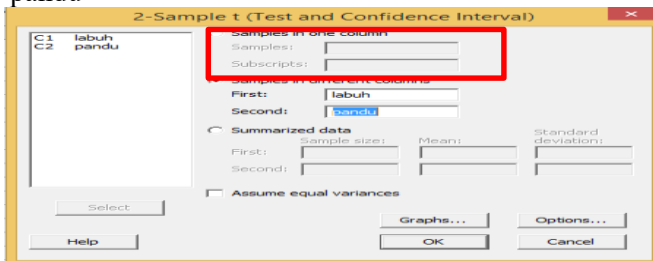 pandu
2-Sample t (Test and Confidence Interval)
C1 labuh
C2 pandu
Samples in one column
Samples:
Subscripts:
Samples in different columns
First: labuh
Second: pandu
Summarized data
Sample size: Mean: Standard deviation:
First:
Second:
Assume equal variances
Select
Graphs... Options...
Help OK Cancel